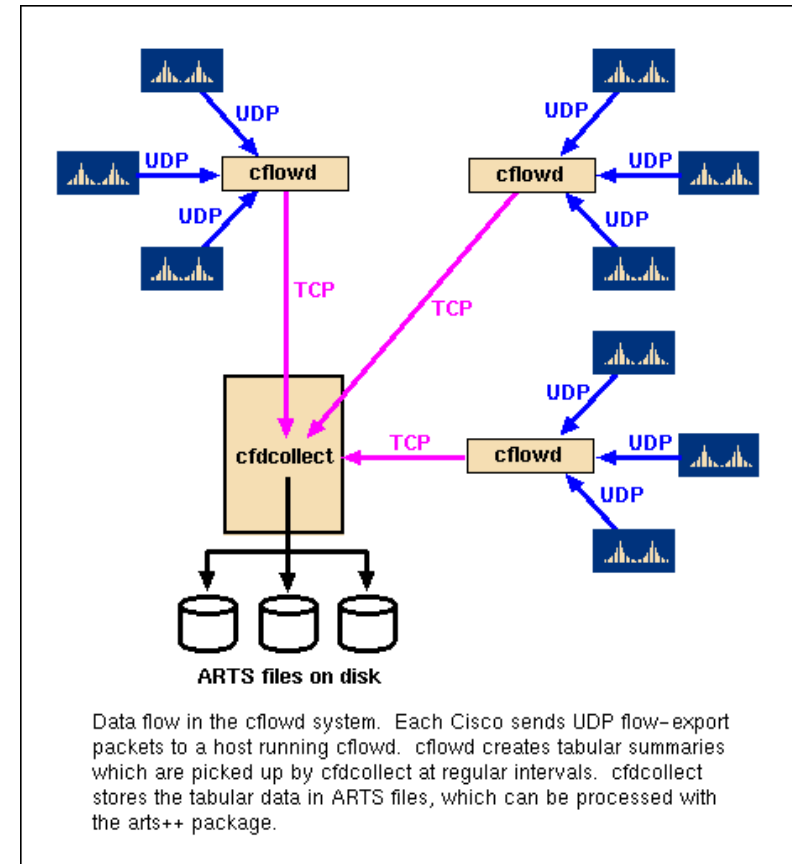 UDP
UDP
UDP
cflowd
UDP
UDP
UDP
cflowd
TCP
TCP
UDP
UDP
UDP
cflowd
TCP
cfdcollect
ARTS files on disk
Data flow in the cflowd system. Each Cisco sends UDP flow-export
packets to a host running cflowd. cflowd creates tabular summaries
which are picked up by cfdcollect at regular intervals. cfdcollect
stores the tabular data in ARTS files, which can be processed with
the arts++ package.